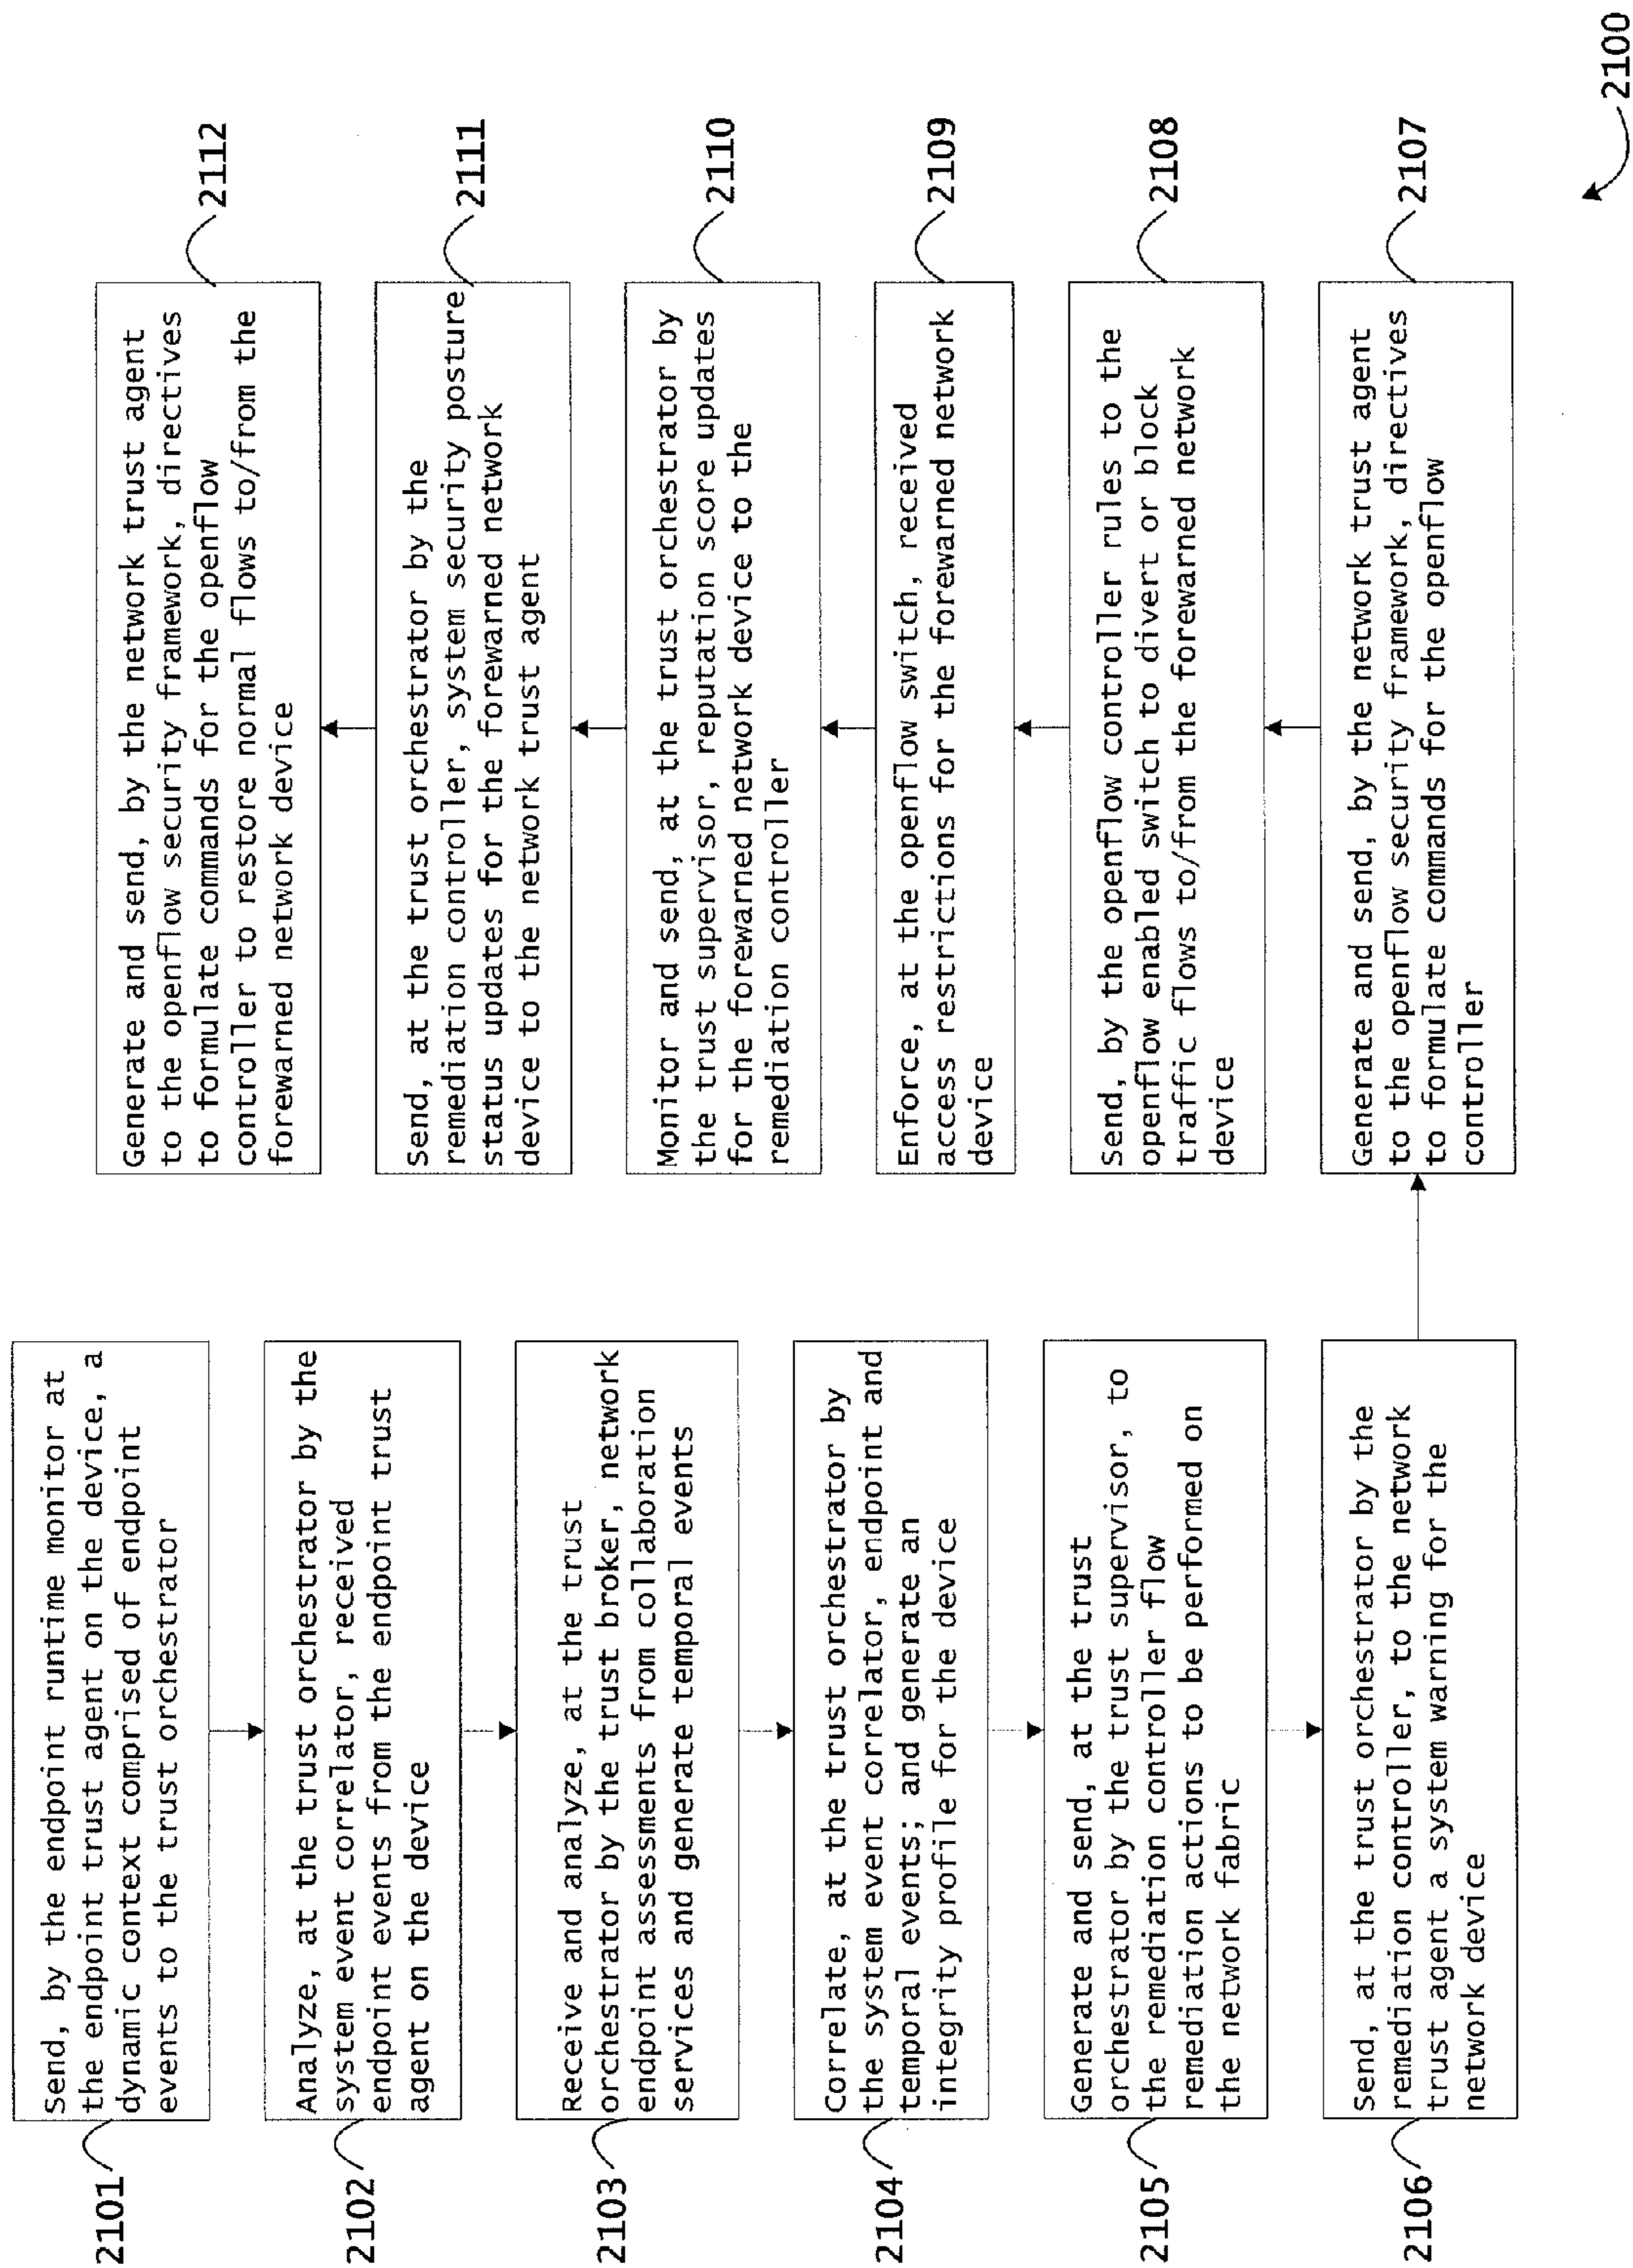 2101
Send, by the endpoint runtime monitor at
the endpoint trust agent on the device, a
dynamic context comprised of endpoint
events to the trust orchestrator
2102
Analyze, at the trust orchestrator by the
system event correlator, received
endpoint events from the endpoint trust
agent on the device
2103
Receive and analyze, at the trust
orchestrator by the trust broker, network
endpoint assessments from collaboration
services and generate temporal events
2104
Correlate, at the trust orchestrator by
the system event correlator, endpoint and
temporal events; and generate an
integrity profile for the device
2105
Generate and send, at the trust
orchestrator by the trust supervisor, to
the remediation controller flow
remediation actions to be performed on
the network fabric
2106
Send, at the trust orchestrator by the
remediation controller, to the network
trust agent a system warning for the
network device
2107
Generate and send, by the network trust agent
to the openflow security framework, directives
to formulate commands for the openflow
controller
2108
Send, by the openflow controller rules to the
openflow enabled switch to divert or block
traffic flows to/from the forewarned network
device
2109
Enforce, at the openflow switch, received
access restrictions for the forewarned network
device
2110
Monitor and send, at the trust orchestrator by
the trust supervisor, reputation score updates
for the forewarned network device to the
remediation controller
2111
Send, at the trust orchestrator by the
remediation controller, system security posture
status updates for the forewarned network
device to the network trust agent
2112
Generate and send, by the network trust agent
to the openflow security framework, directives
to formulate commands for the openflow
controller to restore normal flows to/from the
forewarned network device
2100